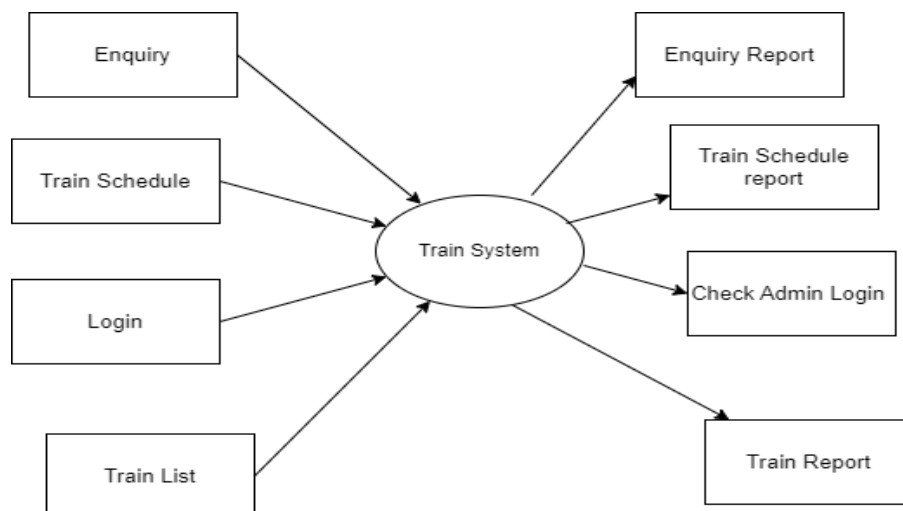 Enquiry
Train Schedule
Login
Train List
Train System
Enquiry Report
Train Schedule
report
Check Admin Login
Train Report